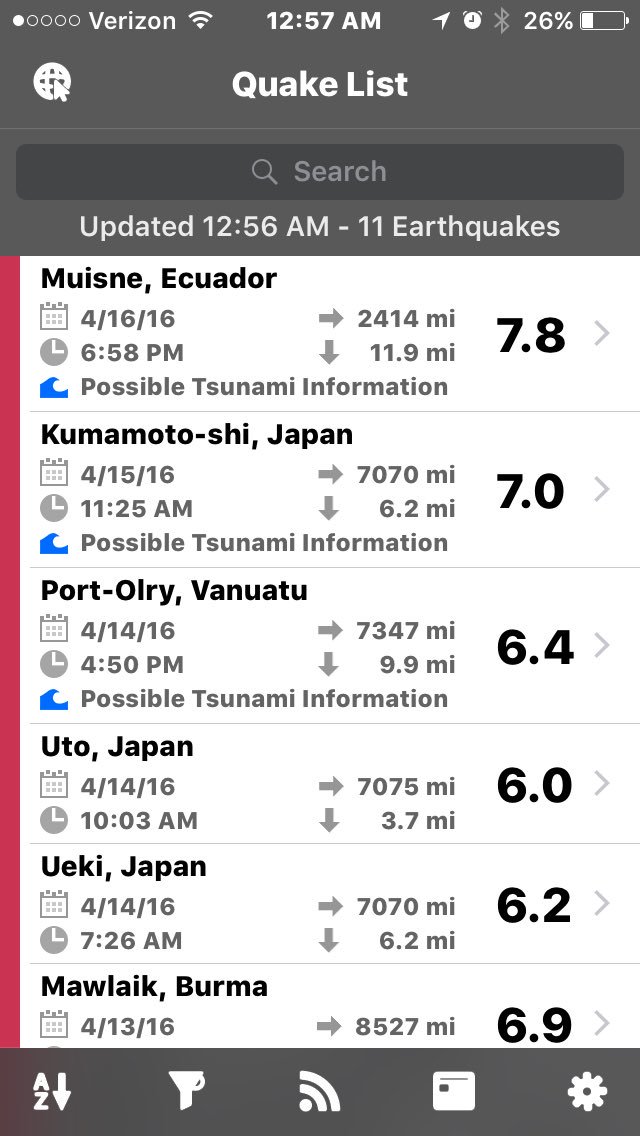 Verizon 12:57 AM 26%
Quake List
Search
Updated 12:56 AM - 11 Earthquakes
Muisne, Ecuador
4/16/16 2414 mi
7.8
6:58 PM 11.9 mi
Possible Tsunami Information
Kumamoto-shi, Japan
4/15/16 7070 mi
7.0
11:25 AM 6.2 mi
Possible Tsunami Information
Port-Olry, Vanuatu
4/14/16 7347 mi
6.4
4:50 PM 9.9 mi
Possible Tsunami Information
Uto, Japan
4/14/16 7075 mi
6.0
10:03 AM 3.7 mi
Ueki, Japan
4/14/16 7070 mi
6.2
7:26 AM 6.2 mi
Mawlaik, Burma
4/13/16 8527 mi
6.9
A
Z